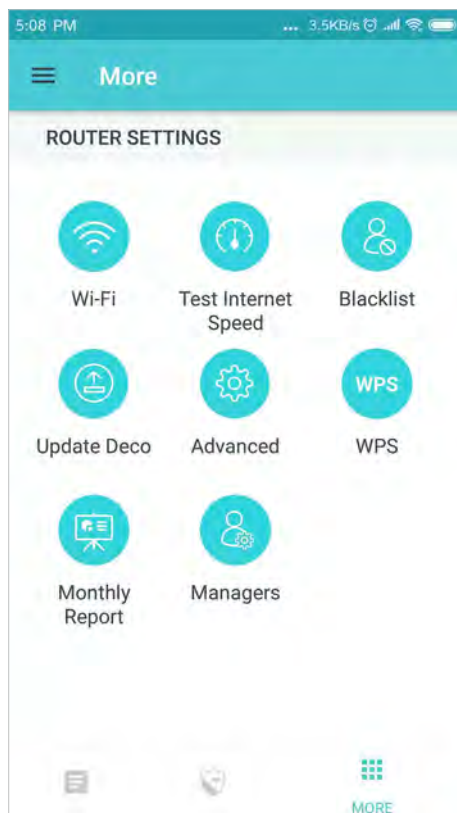 5:08 PM ... 3.5KB/s
More
ROUTER SETTINGS
Wi-Fi
Test Internet
Speed
Blacklist
Update Deco
Advanced
WPS
WPS
Monthly
Report
Managers
MORE